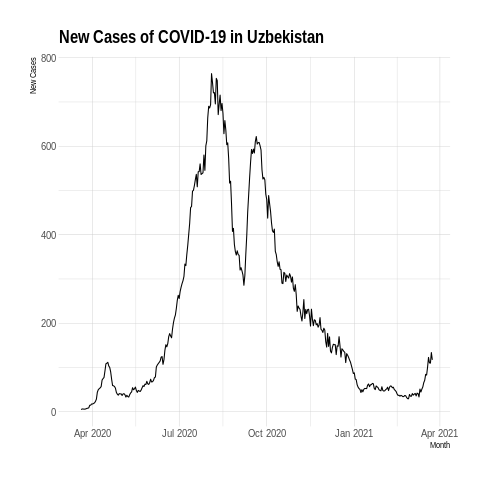 New Cases of COVID-19 in Uzbekistan
New Cases
800
600
400
200
0
Apr 2020
Jul 2020
Oct 2020
Jan 2021
Apr 2021
Month